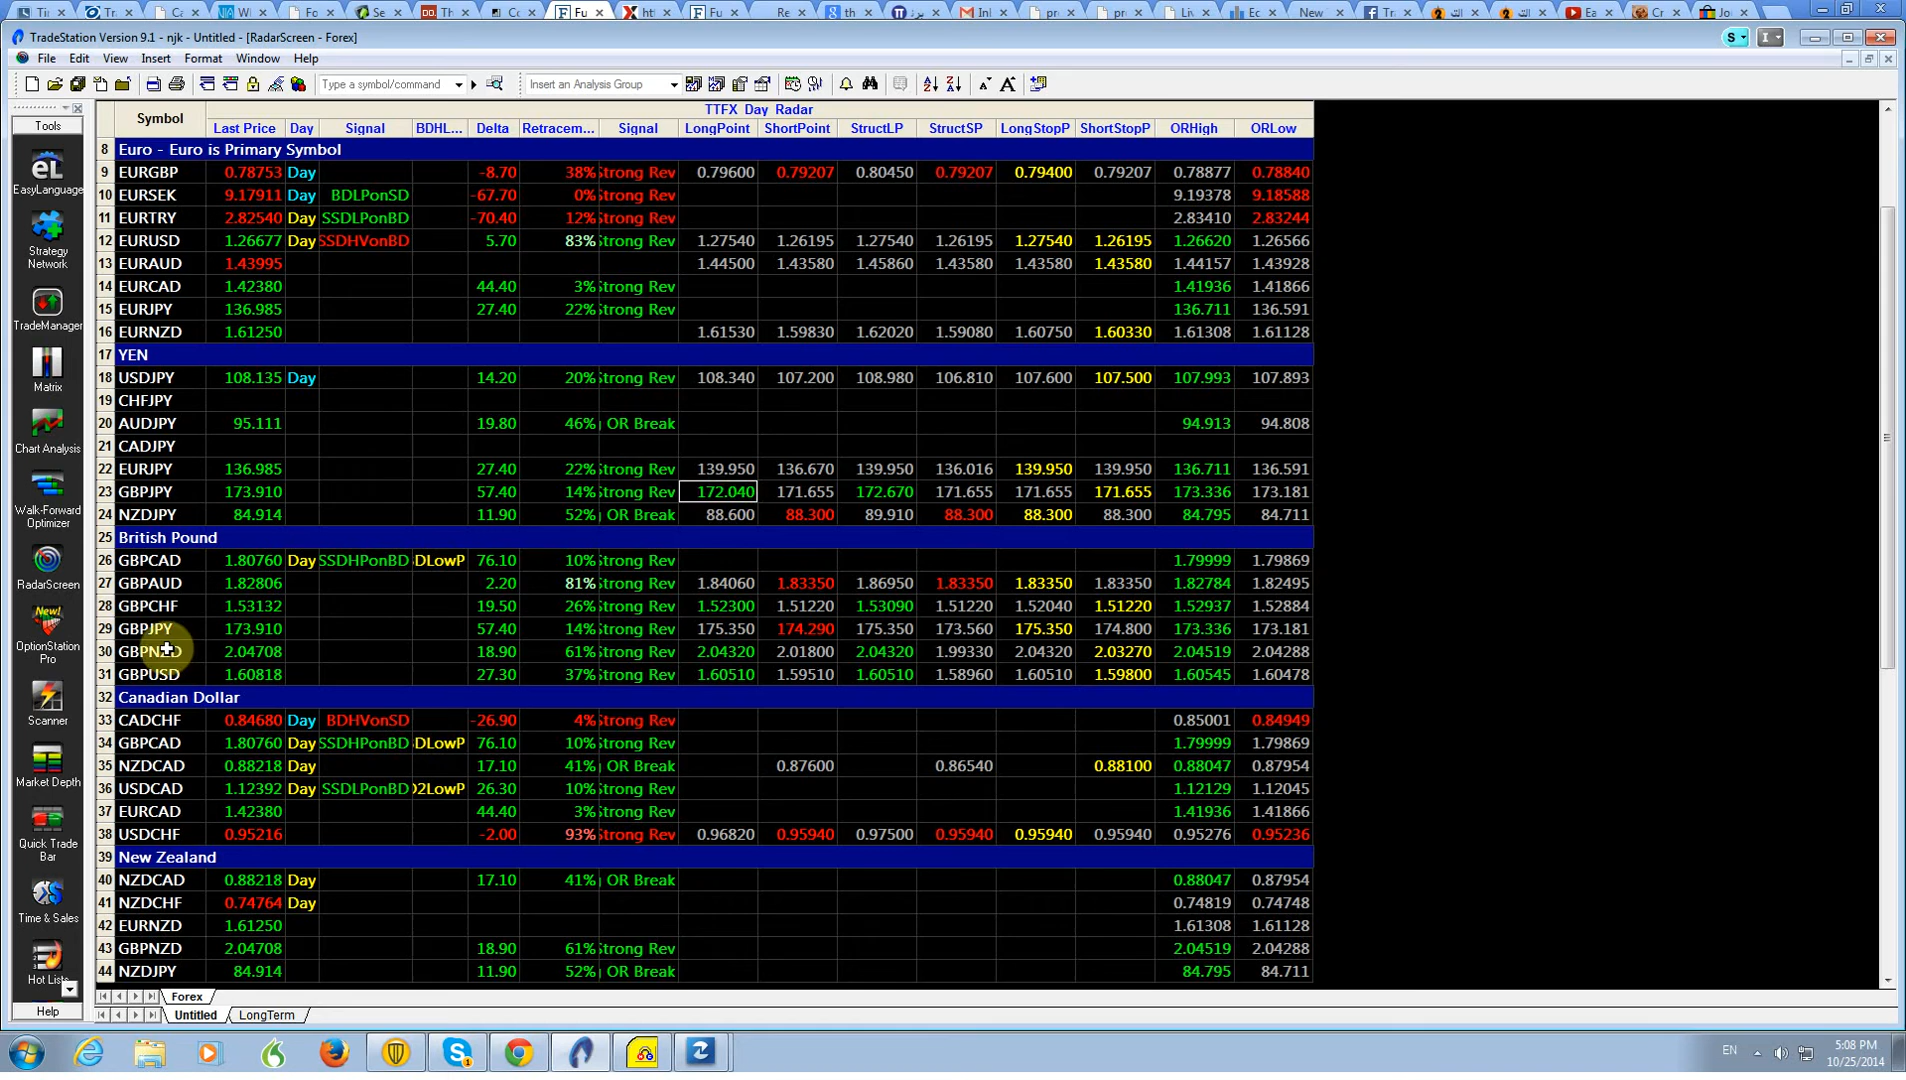 TradeStation Version 9.1 - njk - Untitled - [RadarScreen - Forex]
File Edit View Insert Format Window Help
Type a symbol/command Insert an Analysis Group
Tools
EasyLanguage
Strategy Network
TradeManager
Matrix
Chart Analysis
Walk-Forward Optimizer
RadarScreen
New!
OptionStation Pro
Scanner
Market Depth
Quick Trade Bar
Time & Sales
Hot Lists
Help
TTFX Day Radar
Symbol Last Price Day Signal BDHL... Delta Retracem... Signal LongPoint ShortPoint StructLP StructSP LongStopP ShortStopP ORHigh ORLow
8 Euro - Euro is Primary Symbol
9 EURGBP 0.78753 Day -8.70 38% Strong Rev 0.79600 0.79207 0.80450 0.79207 0.79400 0.79207 0.78877 0.78840
10 EURSEK 9.17911 Day BDLPonSD -67.70 0% Strong Rev 9.19378 9.18588
11 EURTRY 2.82540 Day SSDLPonBD -70.40 12% Strong Rev 2.83410 2.83244
12 EURUSD 1.26677 Day SSDHVonBD 5.70 83% Strong Rev 1.27540 1.26195 1.27540 1.26195 1.27540 1.26195 1.26620 1.26566
13 EURAUD 1.43995 1.44500 1.43580 1.45860 1.43580 1.43580 1.43580 1.44157 1.43928
14 EURCAD 1.42380 44.40 3% Strong Rev 1.41936 1.41866
15 EURJPY 136.985 27.40 22% Strong Rev 136.711 136.591
16 EURNZD 1.61250 1.61530 1.59830 1.62020 1.59080 1.60750 1.60330 1.61308 1.61128
17 YEN
18 USDJPY 108.135 Day 14.20 20% Strong Rev 108.340 107.200 108.980 106.810 107.600 107.500 107.993 107.893
19 CHFJPY
20 AUDJPY 95.111 19.80 46% OR Break 94.913 94.808
21 CADJPY
22 EURJPY 136.985 27.40 22% Strong Rev 139.950 136.670 139.950 136.016 139.950 139.950 136.711 136.591
23 GBPJPY 173.910 57.40 14% Strong Rev 172.040 171.655 172.670 171.655 171.655 171.655 173.336 173.181
24 NZDJPY 84.914 11.90 52% OR Break 88.600 88.300 89.910 88.300 88.300 88.300 84.795 84.711
25 British Pound
26 GBPCAD 1.80760 Day SSDHPonBD DLowP 76.10 10% Strong Rev 1.79999 1.79869
27 GBPAUD 1.82806 2.20 81% Strong Rev 1.84060 1.83350 1.86950 1.83350 1.83350 1.83350 1.82784 1.82495
28 GBPCHF 1.53132 19.50 26% Strong Rev 1.52300 1.51220 1.53090 1.51220 1.52040 1.51220 1.52937 1.52884
29 GBPJPY 173.910 57.40 14% Strong Rev 175.350 174.290 175.350 173.560 175.350 174.800 173.336 173.181
30 GBPNZD 2.04708 18.90 61% Strong Rev 2.04320 2.01800 2.04320 1.99330 2.04320 2.03270 2.04519 2.04288
31 GBPUSD 1.60818 27.30 37% Strong Rev 1.60510 1.59510 1.60510 1.58960 1.60510 1.59800 1.60545 1.60478
32 Canadian Dollar
33 CADCHF 0.84680 Day BDHVonSD -26.90 4% Strong Rev 0.85001 0.84949
34 GBPCAD 1.80760 Day SSDHPonBD DLowP 76.10 10% Strong Rev 1.79999 1.79869
35 NZDCAD 0.88218 Day 17.10 41% OR Break 0.87600 0.86540 0.88100 0.88047 0.87954
36 USDCAD 1.12392 Day SSDLPonBD D2LowP 26.30 10% Strong Rev 1.12129 1.12045
37 EURCAD 1.42380 44.40 3% Strong Rev 1.41936 1.41866
38 USDCHF 0.95216 -2.00 93% Strong Rev 0.96820 0.95940 0.97500 0.95940 0.95940 0.95940 0.95276 0.95236
39 New Zealand
40 NZDCAD 0.88218 Day 17.10 41% OR Break 0.88047 0.87954
41 NZDCHF 0.74764 Day 0.74819 0.74748
42 EURNZD 1.61250 1.61308 1.61128
43 GBPNZD 2.04708 18.90 61% Strong Rev 2.04519 2.04288
44 NZDJPY 84.914 11.90 52% OR Break 84.795 84.711
Forex
Untitled LongTerm
EN 5:08 PM
10/25/2014